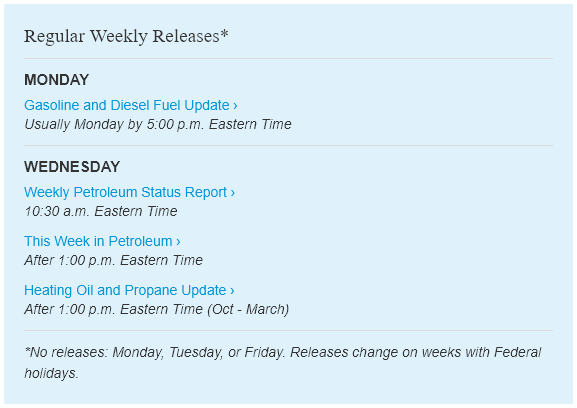 Regular Weekly Releases*
MONDAY
Gasoline and Diesel Fuel Update ›
Usually Monday by 5:00 p.m. Eastern Time
WEDNESDAY
Weekly Petroleum Status Report ›
10:30 a.m. Eastern Time
This Week in Petroleum ›
After 1:00 p.m. Eastern Time
Heating Oil and Propane Update ›
After 1:00 p.m. Eastern Time (Oct - March)
*No releases: Monday, Tuesday, or Friday. Releases change on weeks with Federal
holidays.